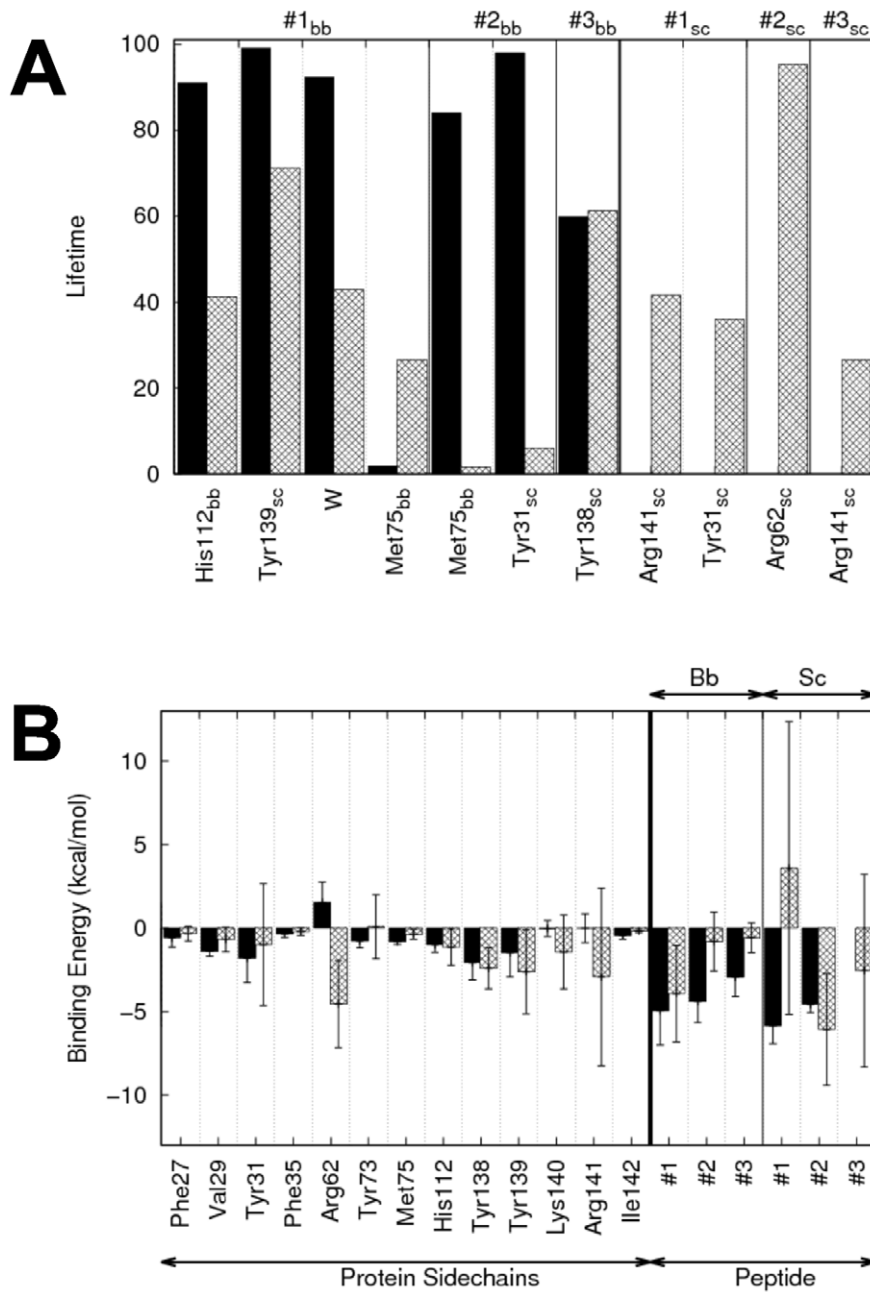 A
#1bb #2bb #3bb #1sc #2sc #3sc
100
80
60
40
20
0
Lifetime
His112bb Tyr139sc W Met75bb Met75bb Tyr31sc Tyr138sc Arg141sc Tyr31sc Arg62sc Arg141sc
B
Bb Sc
10
5
0
−5
−10
Binding Energy (kcal/mol)
Phe27 Val29 Tyr31 Phe35 Arg62 Tyr73 Met75 His112 Tyr138 Tyr139 Lys140 Arg141 Ile142 #1 #2 #3 #1 #2 #3
Protein Sidechains Peptide